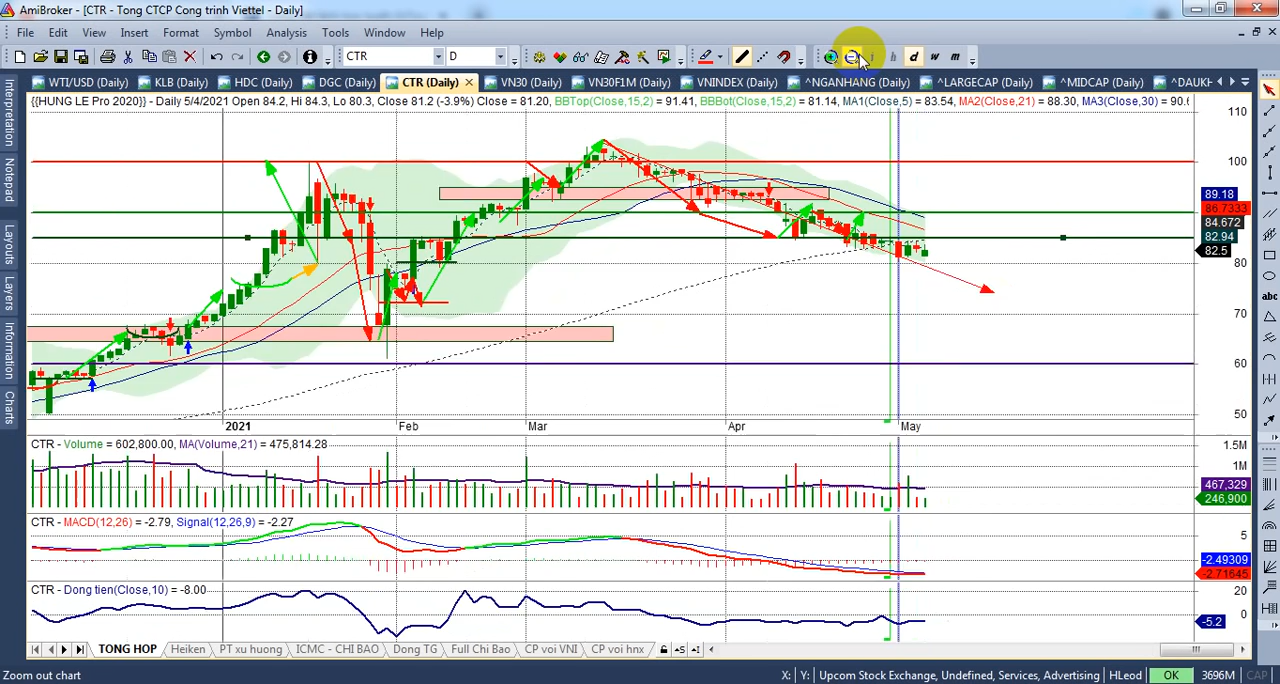 AmiBroker - [CTR - Tong CTCP Cong trinh Viettel - Daily]
File Edit View Insert Format Symbol Analysis Tools Window Help
CTR D i h d w m
WTI/USD (Daily) KLB (Daily) HDC (Daily) DGC (Daily) CTR (Daily) VN30 (Daily) VN30F1M (Daily) VNINDEX (Daily) ^NGANHANG (Daily) ^LARGECAP (Daily) ^MIDCAP (Daily) ^DAUKH
{{HUNG LE Pro 2020}} - Daily 5/4/2021 Open 84.2, Hi 84.3, Lo 80.3, Close 81.2 (-3.9%) Close = 81.20, BBTop(Close,15,2) = 91.41, BBBot(Close,15,2) = 81.14, MA1(Close,5) = 83.54, MA2(Close,21) = 88.30, MA3(Close,30) = 90.6
Interpretation
Notepad
Layouts
Layers
Information
Charts
110
100
89.18
86.7333
84.672
82.94
82.5
80
70
60
50
2021 Feb Mar Apr May
CTR - Volume = 602,800.00, MA(Volume,21) = 475,814.28
1.5M
1M
467,329
246,900
CTR - MACD(12,26) = -2.79, Signal(12,26,9) = -2.27
5
-2.49309
-2.71645
CTR - Dong tien(Close,10) = -8.00
20
0
-5.2
abc
TONG HOP Heiken PT xu huong ICMC - CHI BAO Dong TG Full Chi Bao CP voi VNI CP voi hnx
Zoom out chart X: Y: Upcom Stock Exchange, Undefined, Services, Advertising HLeod OK 3696M CAP